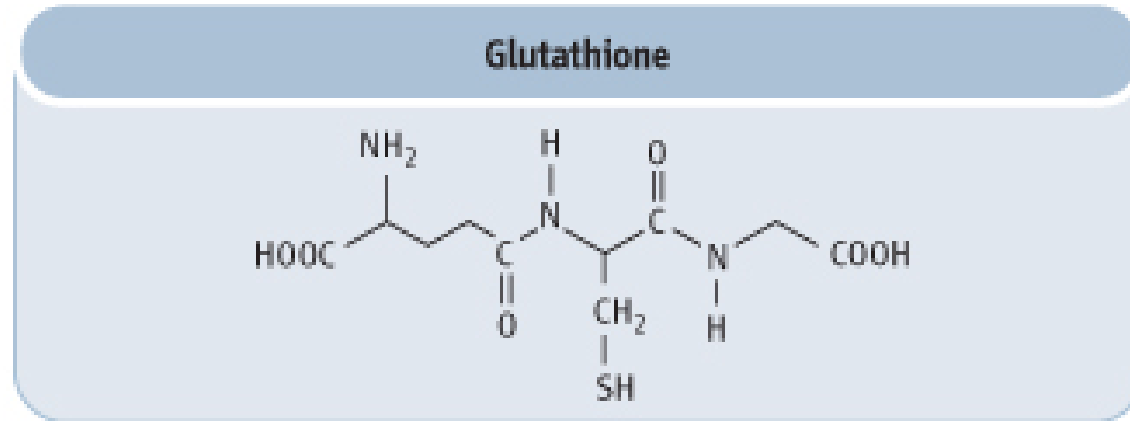 Glutathione
NH₂ H O
N C
HOOC C N COOH
O CH₂ H
SH